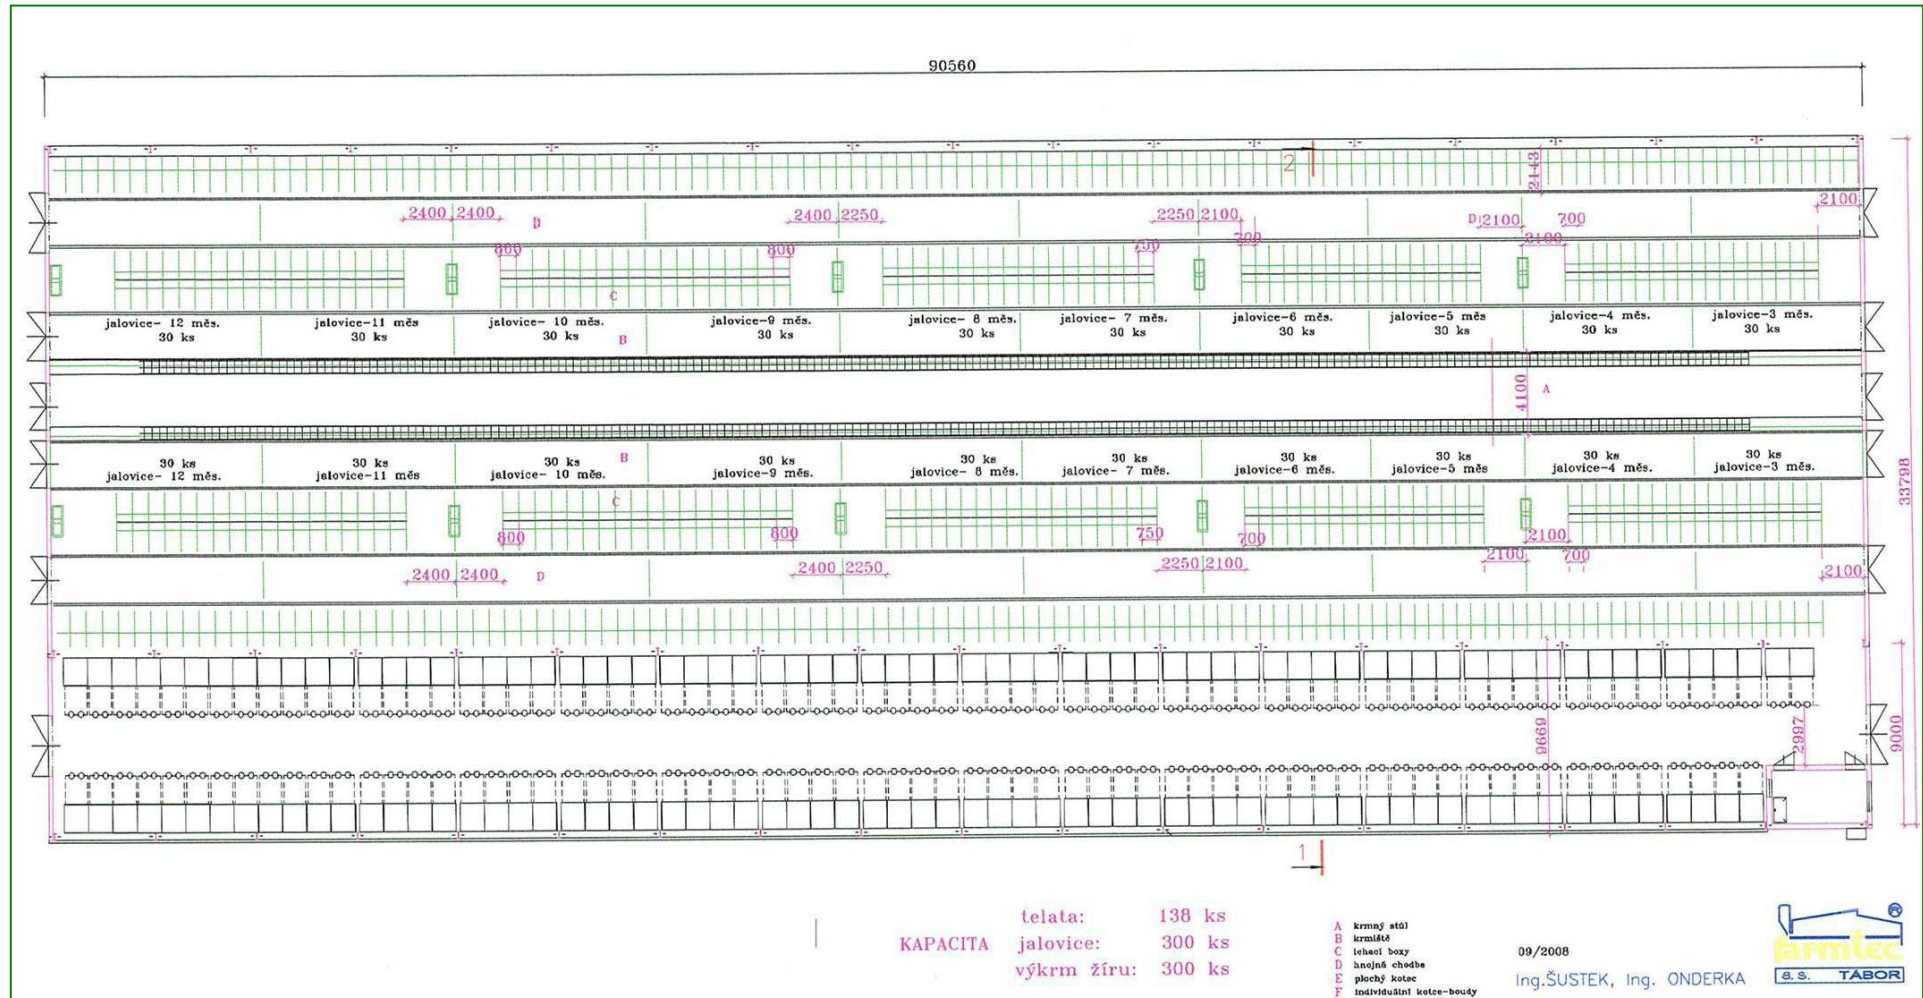 90560
2
2143
2400 2400
D
2400 2250
2250 2100
D
2100
700
2100
800
800
750
700
2100
C
jalovice- 12 měs.
30 ks
jalovice-11 měs
30 ks
jalovice- 10 měs.
30 ks
jalovice-9 měs.
30 ks
jalovice- 8 měs.
30 ks
jalovice- 7 měs.
30 ks
jalovice-6 měs.
30 ks
jalovice-5 měs
30 ks
jalovice-4 měs.
30 ks
jalovice-3 měs.
30 ks
B
4100
A
B
30 ks
jalovice- 12 měs.
30 ks
jalovice-11 měs
30 ks
jalovice- 10 měs.
30 ks
jalovice-9 měs.
30 ks
jalovice- 8 měs.
30 ks
jalovice- 7 měs.
30 ks
jalovice-6 měs.
30 ks
jalovice-5 měs
30 ks
jalovice-4 měs.
30 ks
jalovice-3 měs.
33798
C
800
800
750
700
2100
2400 2400
D
2400 2250
2250 2100
2100
700
2100
9669
2997
9000
1
KAPACITA
telata: 138 ks
jalovice: 300 ks
výkrm žíru: 300 ks
A krmný stůl
B krmiště
C lehací boxy
D hnojná chodba
E plochý kotec
F individuální kotce-boudy
09/2008
Ing.ŠUSTEK, Ing. ONDERKA
®
farmtec
a.s. TÁBOR